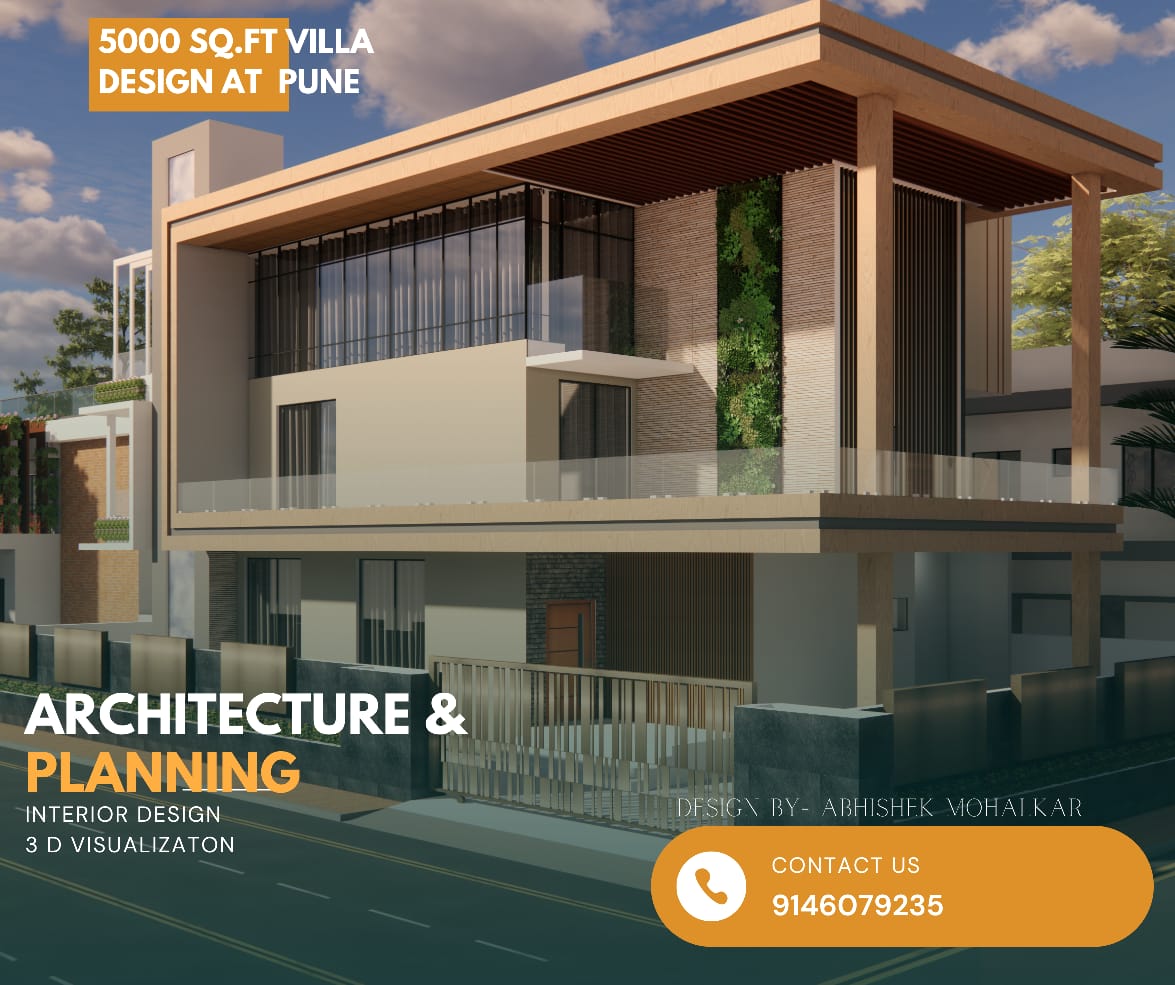 5000 SQ.FT VILLA
DESIGN AT PUNE
ARCHITECTURE &
PLANNING
INTERIOR DESIGN
3 D VISUALIZATON
DESIGN BY- ABHISHEK MOHALKAR
CONTACT US
9146079235